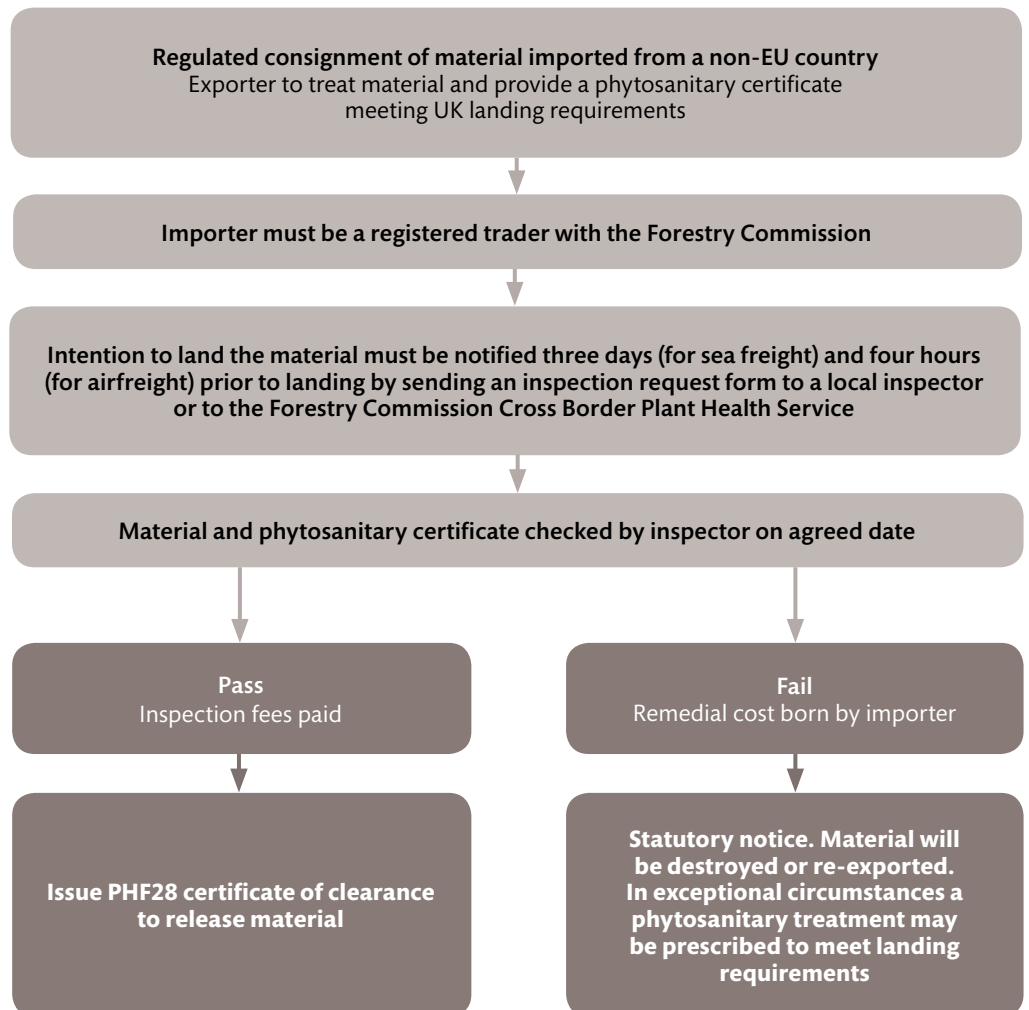 Regulated consignment of material imported from a non-EU country
Exporter to treat material and provide a phytosanitary certificate
meeting UK landing requirements
Importer must be a registered trader with the Forestry Commission
Intention to land the material must be notified three days (for sea freight) and four hours
(for airfreight) prior to landing by sending an inspection request form to a local inspector
or to the Forestry Commission Cross Border Plant Health Service
Material and phytosanitary certificate checked by inspector on agreed date
Pass
Inspection fees paid
Fail
Remedial cost born by importer
Issue PHF28 certificate of clearance
to release material
Statutory notice. Material will
be destroyed or re-exported.
In exceptional circumstances a
phytosanitary treatment may
be prescribed to meet landing
requirements